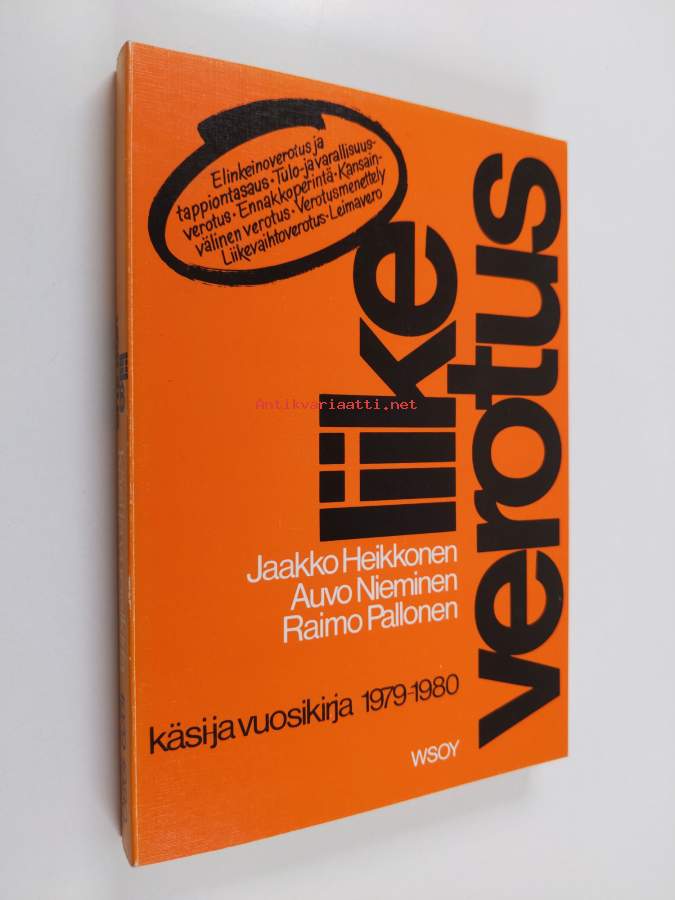 Elinkeinoverotus ja
tappiontasaus · Tulo- ja varallisuus-
verotus · Ennakkoperintä · Kansain-
välinen verotus · Verotusmenettely
Liikevaihtoverotus · Leimavero
liike
verotus
Antikvariaatti.net
Jaakko Heikkonen
Auvo Nieminen
Raimo Pallonen
käsi-ja vuosikirja 1979-1980
WSOY